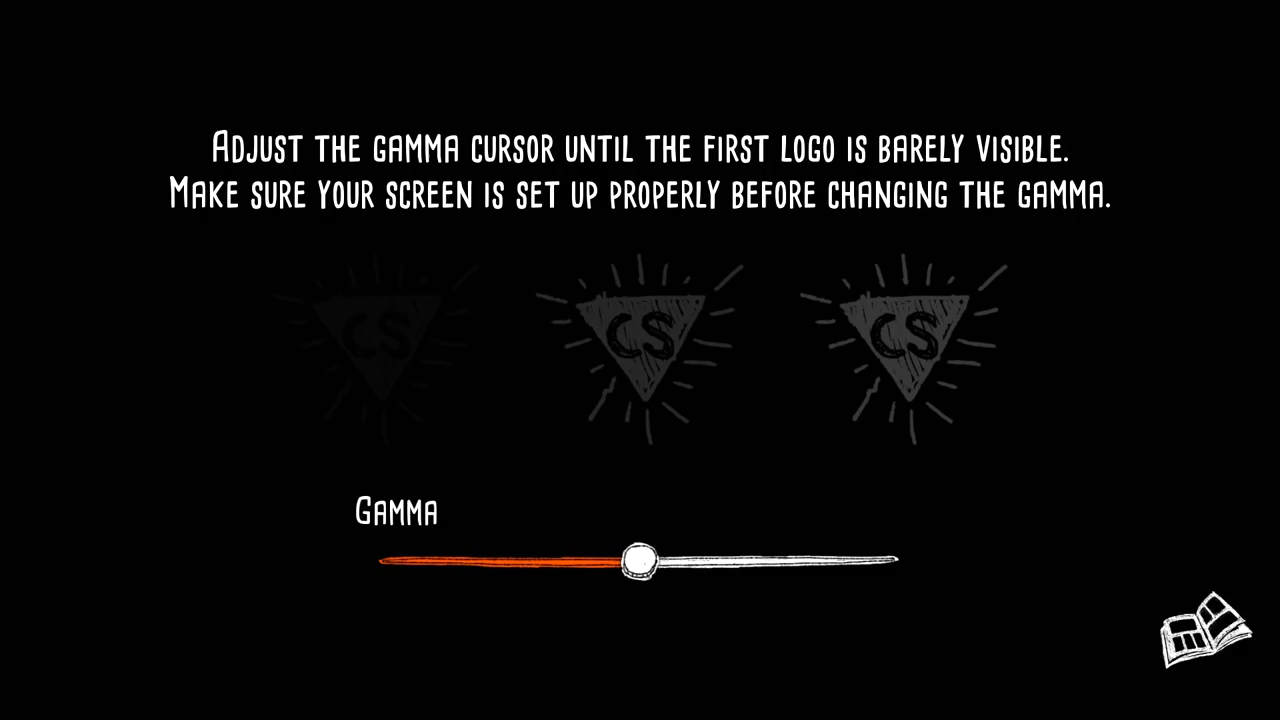 Adjust the gamma cursor until the first logo is barely visible.
Make sure your screen is set up properly before changing the gamma.
CS CS CS
Gamma